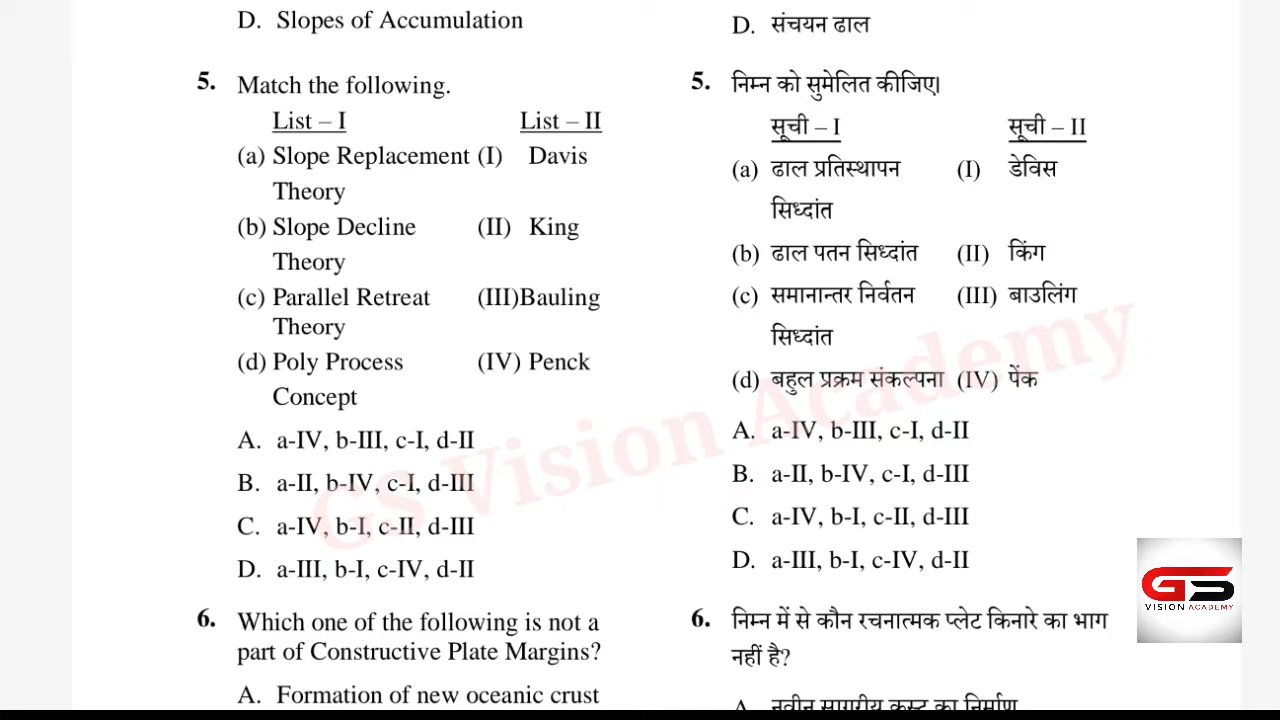 D. Slopes of Accumulation
5. Match the following.
List – I List – II
(a) Slope Replacement (I) Davis
Theory
(b) Slope Decline (II) King
Theory
(c) Parallel Retreat (III)Bauling
Theory
(d) Poly Process (IV) Penck
Concept
A. a-IV, b-III, c-I, d-II
B. a-II, b-IV, c-I, d-III
C. a-IV, b-I, c-II, d-III
D. a-III, b-I, c-IV, d-II
6. Which one of the following is not a
part of Constructive Plate Margins?
A. Formation of new oceanic crust
D. संचयन ढाल
5. निम्न को सुमेलित कीजिए।
सूची – I सूची – II
(a) ढाल प्रतिस्थापन (I) डेविस
सिध्दांत
(b) ढाल पतन सिध्दांत (II) किंग
(c) समानान्तर निर्वतन (III) बाउलिंग
सिध्दांत
(d) बहुल प्रक्रम संकल्पना (IV) पेंक
A. a-IV, b-III, c-I, d-II
B. a-II, b-IV, c-I, d-III
C. a-IV, b-I, c-II, d-III
D. a-III, b-I, c-IV, d-II
6. निम्न में से कौन रचनात्मक प्लेट किनारे का भाग
नहीं है?
A. नवीन सागरीय क्रस्ट का निर्माण
GS Vision Academy
GS
VISION ACADEMY